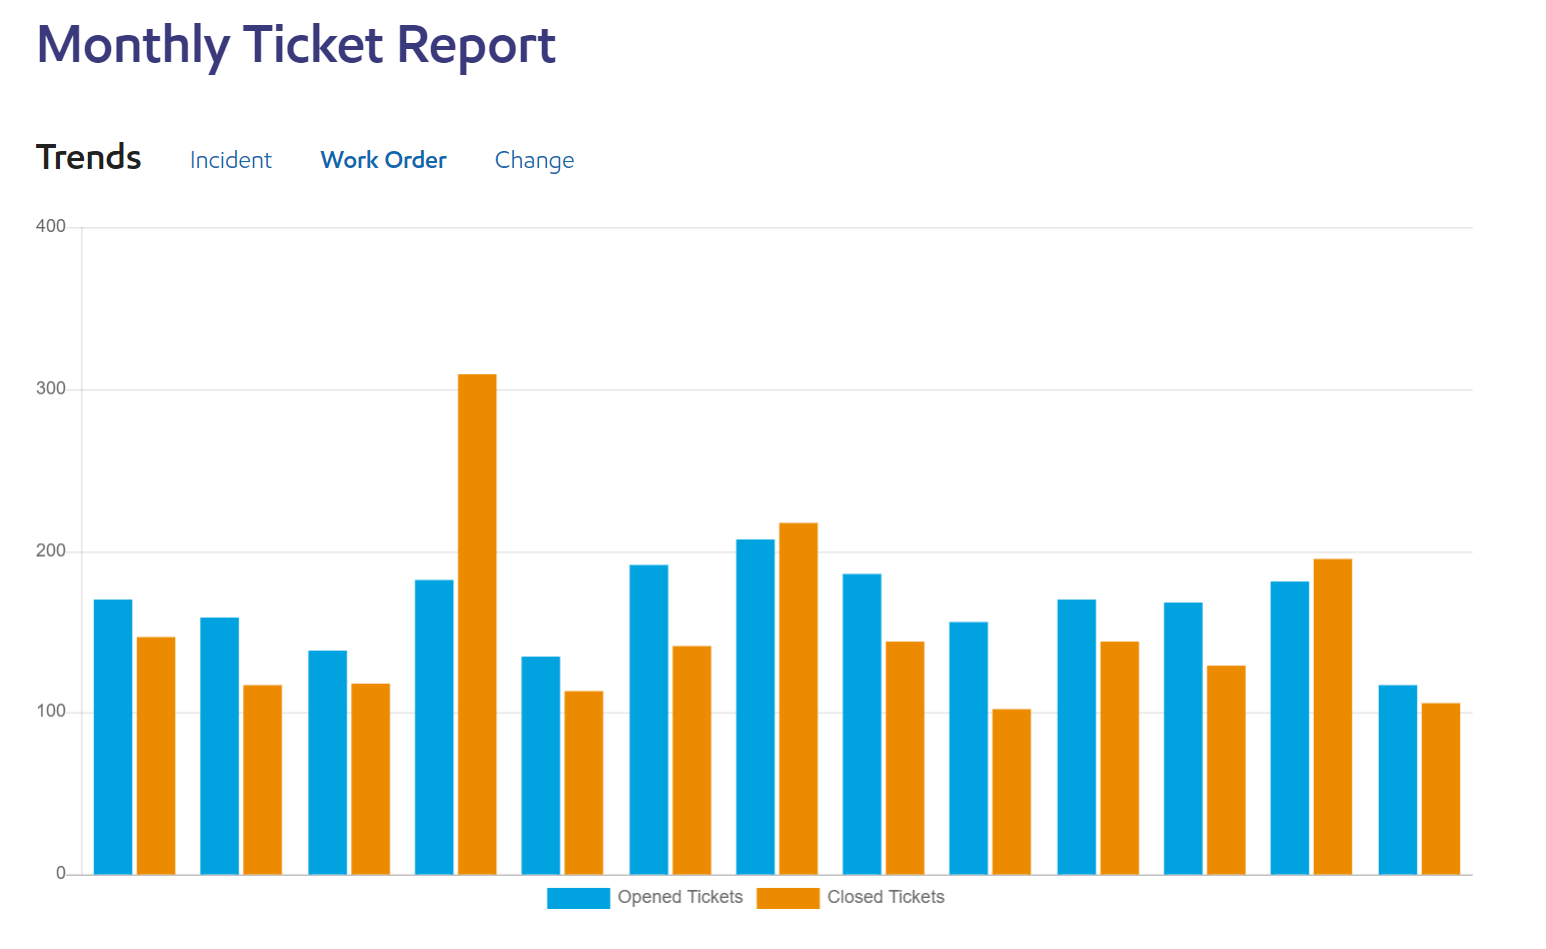 Monthly Ticket Report
Trends Incident Work Order Change
400
300
200
100
0
Opened Tickets Closed Tickets